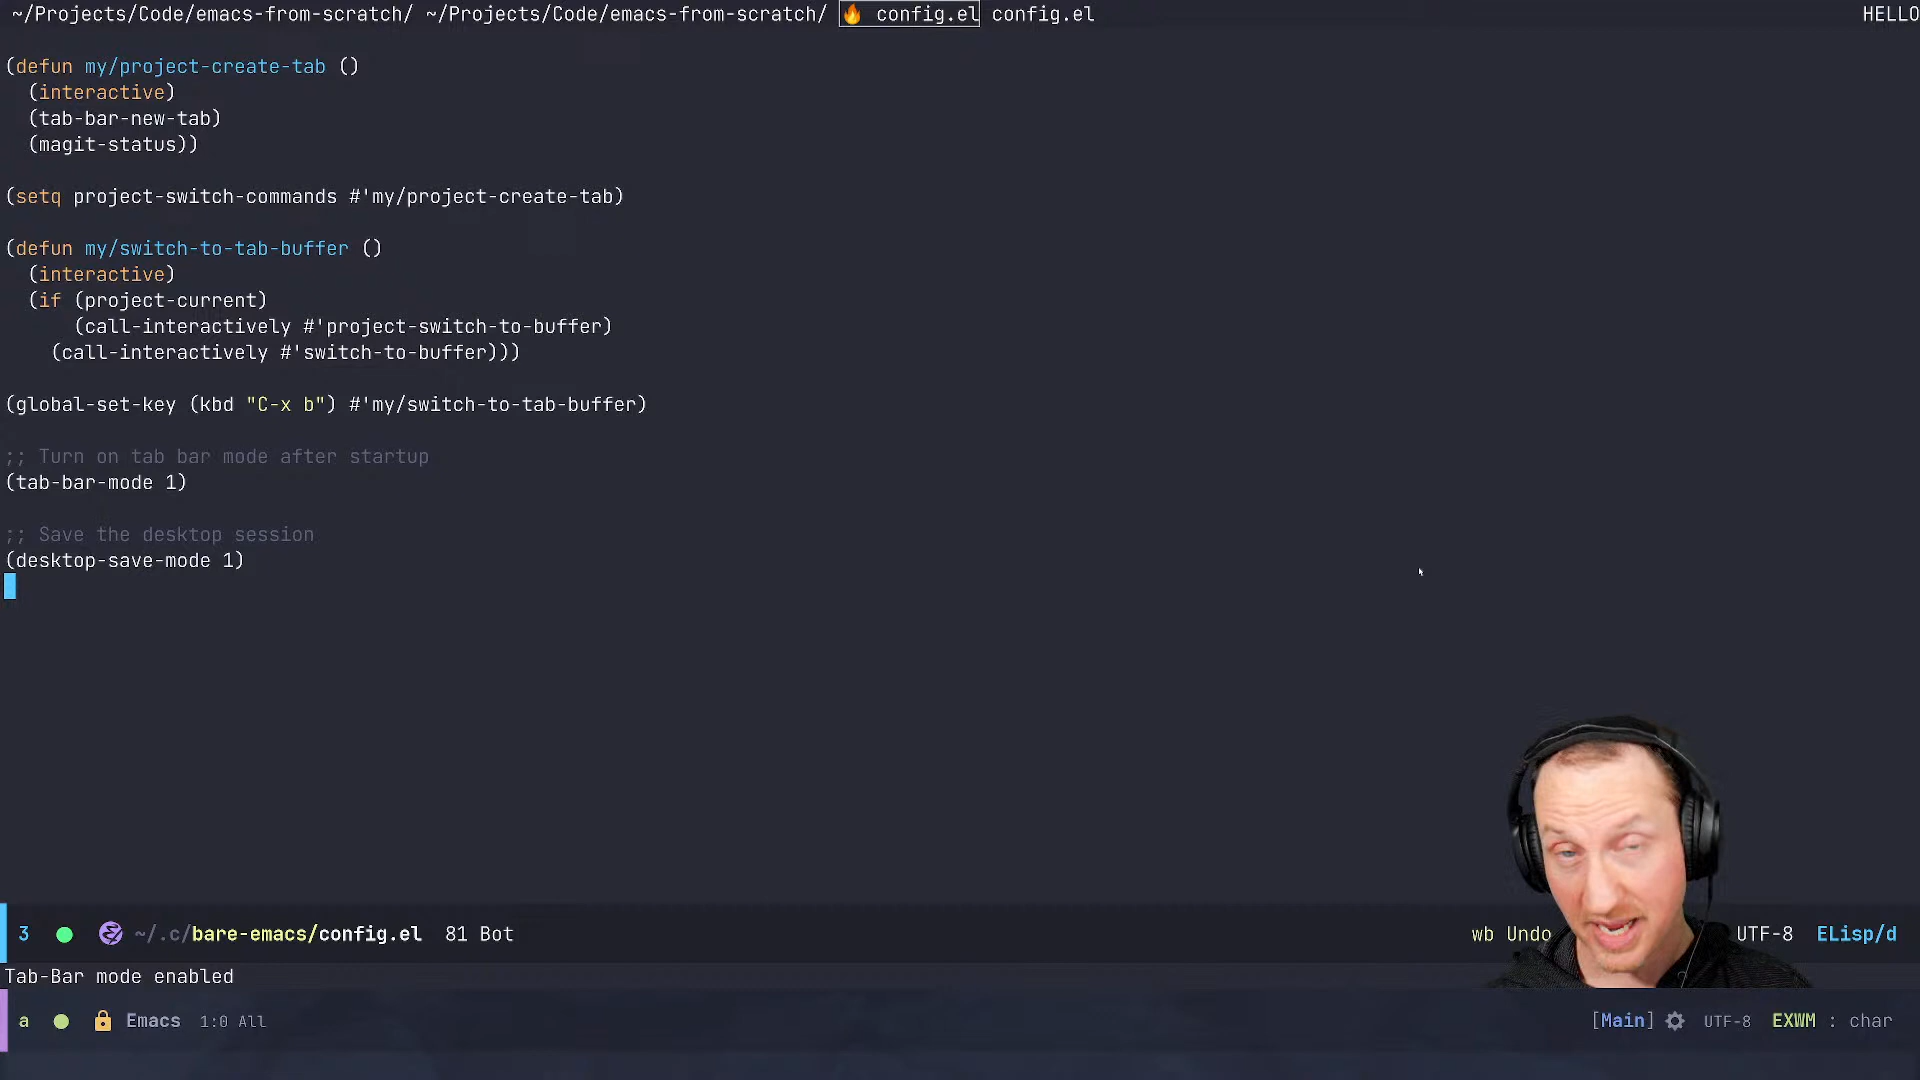 ~/Projects/Code/emacs-from-scratch/ ~/Projects/Code/emacs-from-scratch/ 🔥 config.el config.el HELLO
(defun my/project-create-tab ()
  (interactive)
  (tab-bar-new-tab)
  (magit-status))
(setq project-switch-commands #'my/project-create-tab)
(defun my/switch-to-tab-buffer ()
  (interactive)
  (if (project-current)
      (call-interactively #'project-switch-to-buffer)
    (call-interactively #'switch-to-buffer)))
(global-set-key (kbd "C-x b") #'my/switch-to-tab-buffer)
;; Turn on tab bar mode after startup
(tab-bar-mode 1)
;; Save the desktop session
(desktop-save-mode 1)
3 ~/.c/bare-emacs/config.el 81 Bot wb Undo UTF-8 ELisp/d
Tab-Bar mode enabled
a Emacs 1:0 All [Main] UTF-8 EXWM : char